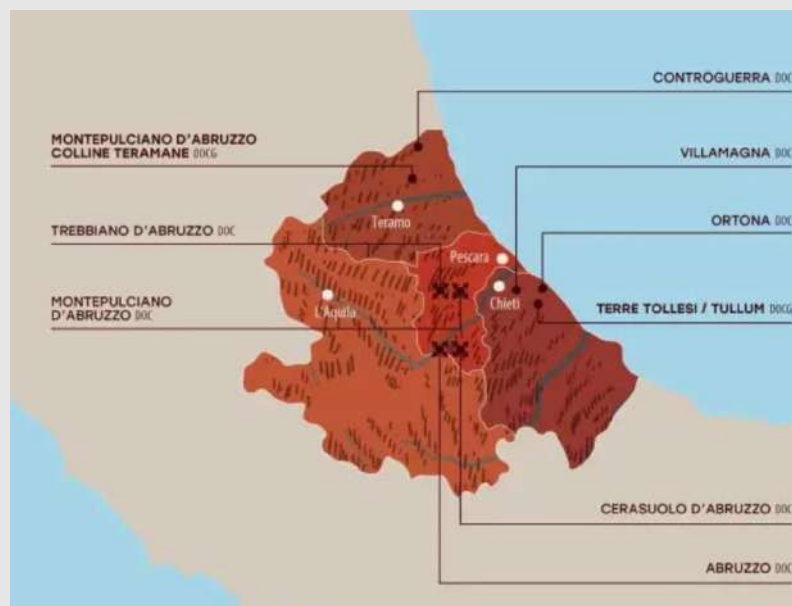 CONTROGUERRA DOC
MONTEPULCIANO D'ABRUZZO
COLLINE TERAMANE DOCG
VILLAMAGNA DOC
Teramo
ORTONA DOC
TREBBIANO D'ABRUZZO DOC
Pescara
L'Aquila
Chieti
MONTEPULCIANO
D'ABRUZZO DOC
TERRE TOLLESI / TULLUM DOCG
CERASUOLO D'ABRUZZO DOC
ABRUZZO DOC